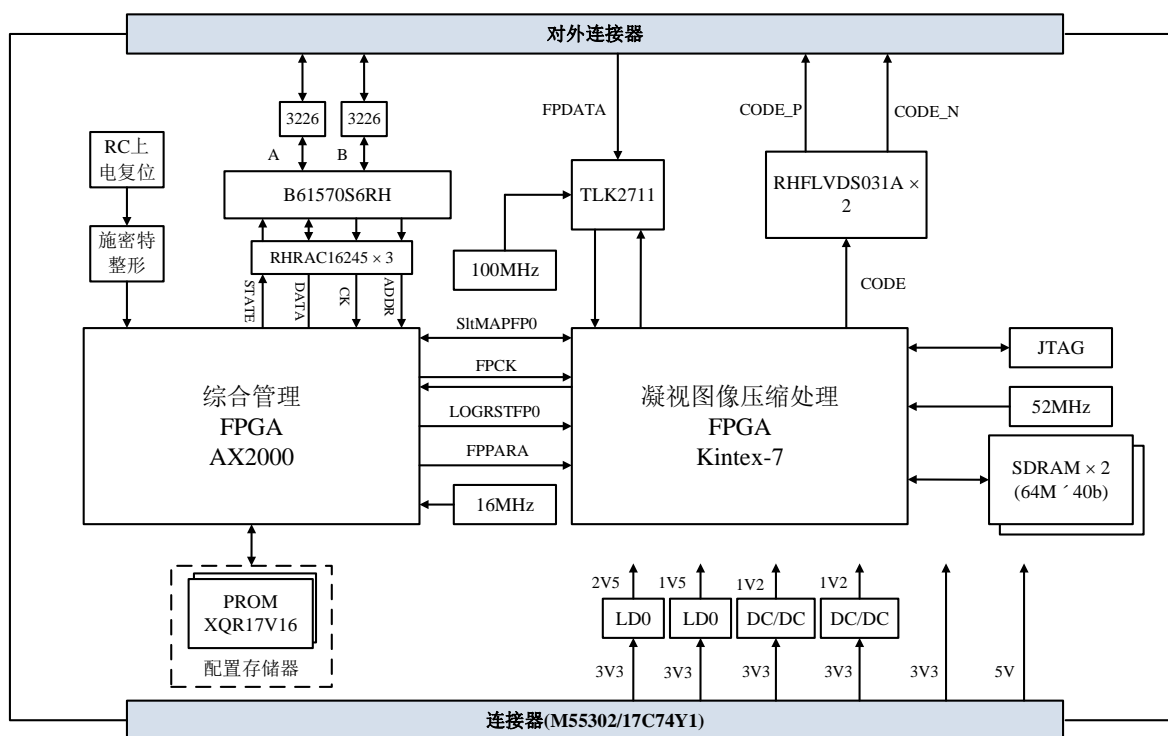 对外连接器
3226
3226
A
B
FPDATA
CODE_P
CODE_N
RC上
电复位
B61570S6RH
TLK2711
RHFLVDS031A ×
2
施密特
整形
RHRAC16245 × 3
100MHz
STATE
DATA
CK
ADDR
CODE
SltMAPFP0
FPCK
LOGRSTFP0
FPPARA
16MHz
综合管理
FPGA
AX2000
凝视图像压缩处理
FPGA
Kintex-7
JTAG
52MHz
SDRAM × 2
(64M ´ 40b)
PROM
XQR17V16
配置存储器
2V5
1V5
1V2
1V2
LD0
LD0
DC/DC
DC/DC
3V3
3V3
3V3
3V3
3V3
5V
连接器(M55302/17C74Y1)